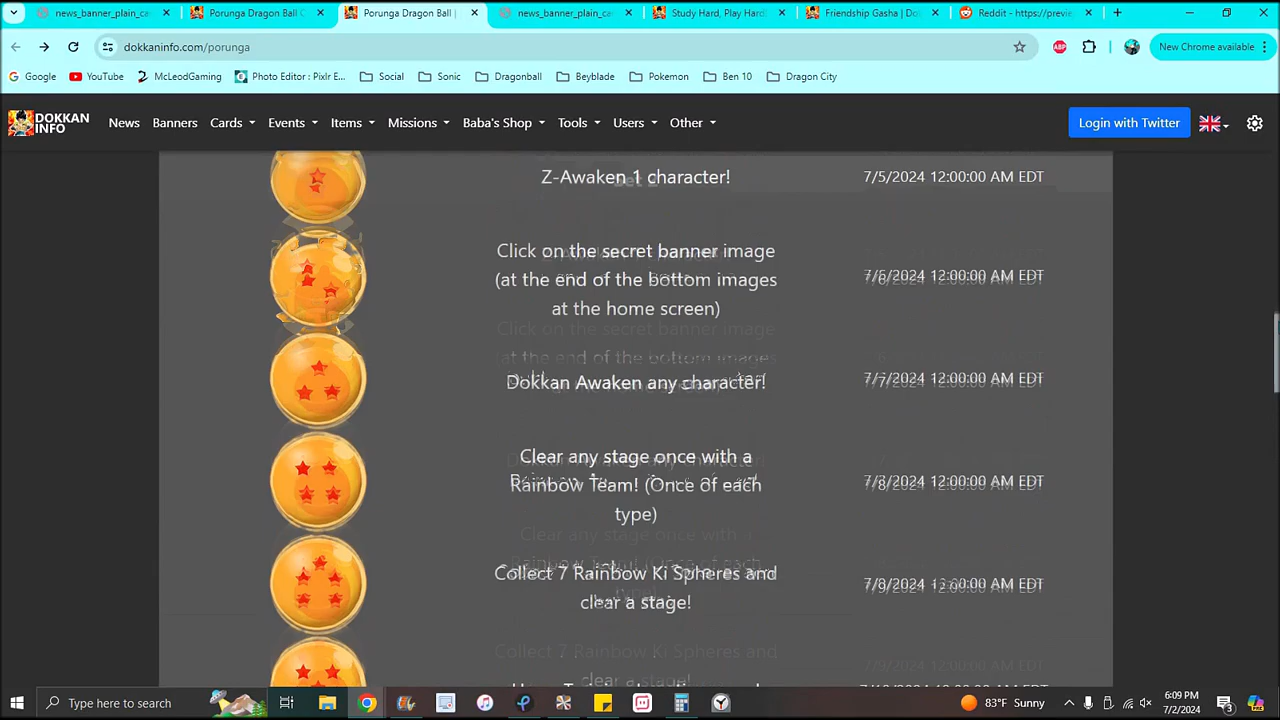 news_banner_plain_ca
Porunga Dragon Ball C
Porunga Dragon Ball |
news_banner_plain_ca
Study Hard, Play Hard
Friendship Gasha | Do
Reddit - https://previe
dokkaninfo.com/porunga
ABP
New Chrome available
Google
YouTube
McLeodGaming
Photo Editor : Pixlr E...
Social
Sonic
Dragonball
Beyblade
Pokemon
Ben 10
Dragon City
DOKKAN
INFO
News
Banners
Cards
Events
Items
Missions
Baba's Shop
Tools
Users
Other
Login with Twitter
Z-Awaken 1 character!
7/5/2024 12:00:00 AM EDT
Click on the secret banner image
(at the end of the bottom images
at the home screen)
7/6/2024 12:00:00 AM EDT
Dokkan Awaken any character!
7/7/2024 12:00:00 AM EDT
Clear any stage once with a
Rainbow Team! (Once of each
type)
7/8/2024 12:00:00 AM EDT
Collect 7 Rainbow Ki Spheres and
clear a stage!
7/9/2024 12:00:00 AM EDT
Type here to search
83°F Sunny
6:09 PM
7/2/2024
3